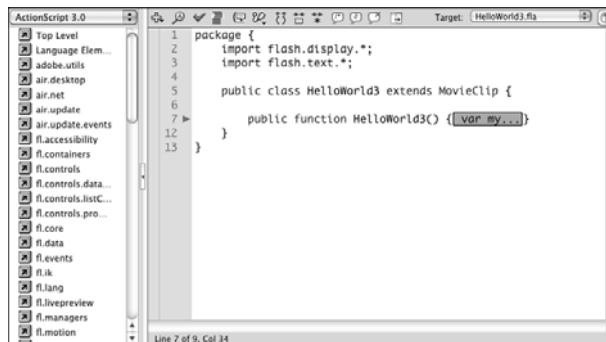 ActionScript 3.0
Target: HelloWorld3.fla
Top Level
Language Elem...
adobe.utils
air.desktop
air.net
air.update
air.update.events
fl.accessibility
fl.containers
fl.controls
fl.controls.data...
fl.controls.listC...
fl.controls.pro...
fl.core
fl.data
fl.events
fl.ik
fl.lang
fl.livepreview
fl.managers
fl.motion
1 package {
2 import flash.display.*;
3 import flash.text.*;
4
5 public class HelloWorld3 extends MovieClip {
6
7 public function HelloWorld3() { var my...}
12 }
13 }
Line 7 of 9, Col 34